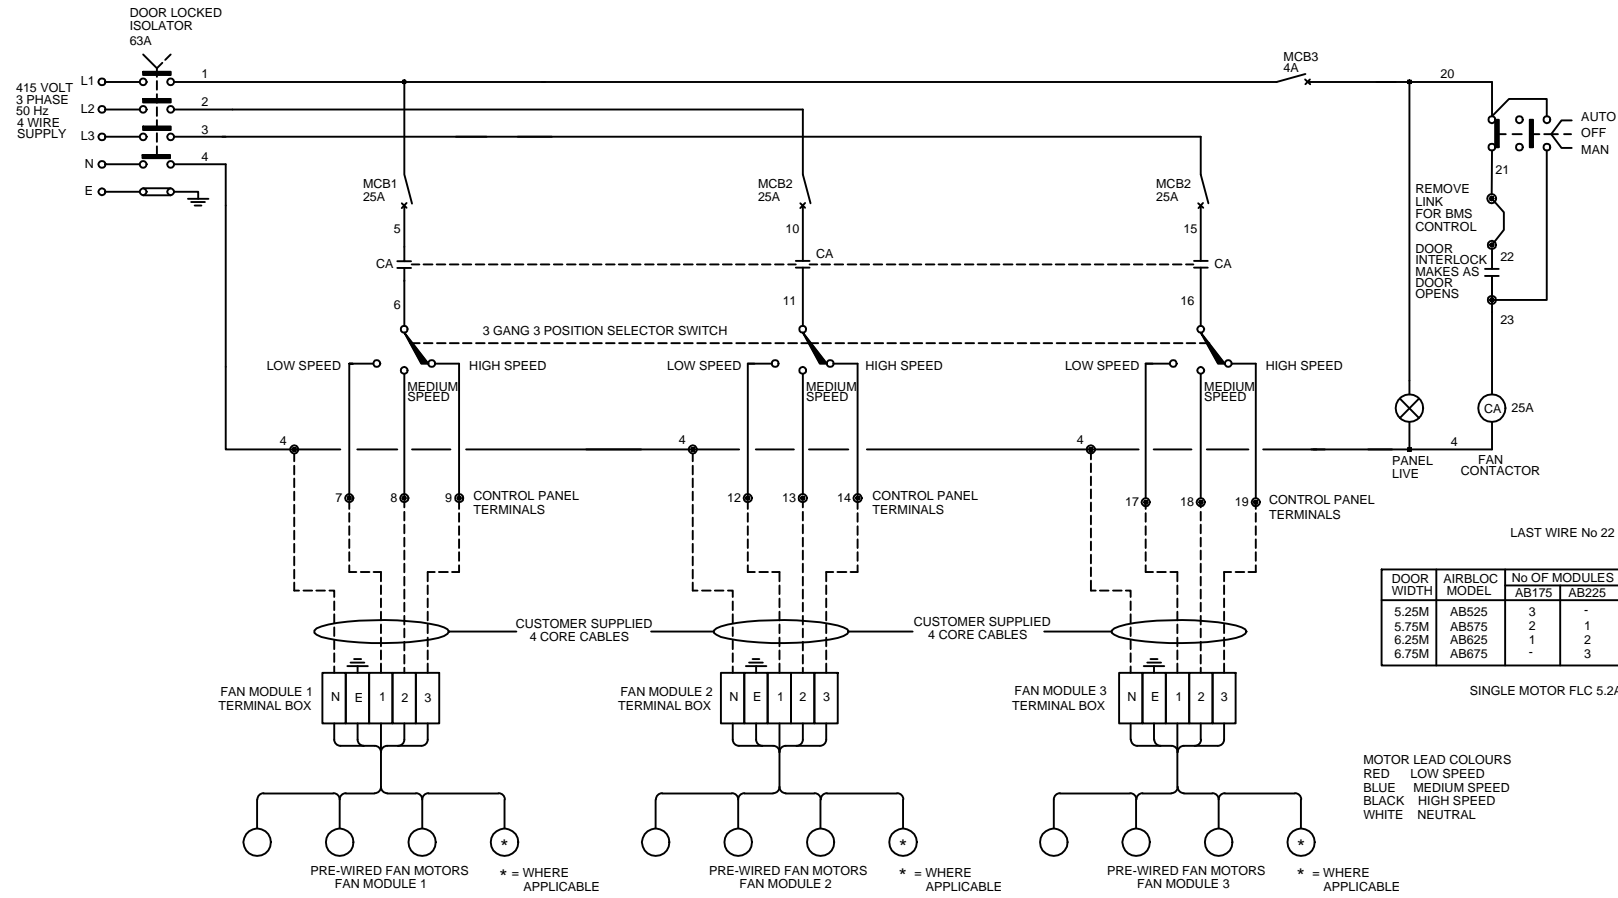 DOOR LOCKED
ISOLATOR
63A
415 VOLT
3 PHASE
50 Hz
4 WIRE
SUPPLY
L1
L2
L3
N
E
1
2
3
4
MCB3
4A
20
AUTO
OFF
MAN
21
REMOVE
LINK
FOR BMS
CONTROL
DOOR
INTERLOCK
MAKES AS
DOOR
OPENS
22
23
MCB1
25A
MCB2
25A
MCB2
25A
5
10
15
CA
CA
CA
6
11
16
3 GANG 3 POSITION SELECTOR SWITCH
LOW SPEED
HIGH SPEED
MEDIUM
SPEED
LOW SPEED
HIGH SPEED
MEDIUM
SPEED
LOW SPEED
HIGH SPEED
MEDIUM
SPEED
CA
25A
4
4
4
4
PANEL
LIVE
FAN
CONTACTOR
7
8
9
CONTROL PANEL
TERMINALS
12
13
14
CONTROL PANEL
TERMINALS
17
18
19
CONTROL PANEL
TERMINALS
LAST WIRE No 22
DOOR WIDTH AIRBLOC MODEL No OF MODULES
AB175 AB225
5.25M AB525 3 -
5.75M AB575 2 1
6.25M AB625 1 2
6.75M AB675 - 3
SINGLE MOTOR FLC 5.2A
CUSTOMER SUPPLIED
4 CORE CABLES
CUSTOMER SUPPLIED
4 CORE CABLES
FAN MODULE 1
TERMINAL BOX
N E 1 2 3
FAN MODULE 2
TERMINAL BOX
N E 1 2 3
FAN MODULE 3
TERMINAL BOX
N E 1 2 3
MOTOR LEAD COLOURS
RED LOW SPEED
BLUE MEDIUM SPEED
BLACK HIGH SPEED
WHITE NEUTRAL
*
*
*
PRE-WIRED FAN MOTORS
FAN MODULE 1
* = WHERE
APPLICABLE
PRE-WIRED FAN MOTORS
FAN MODULE 2
* = WHERE
APPLICABLE
PRE-WIRED FAN MOTORS
FAN MODULE 3
* = WHERE
APPLICABLE